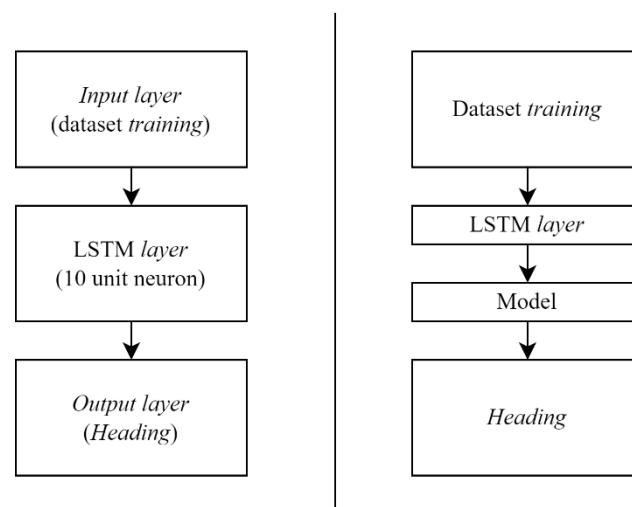 Input layer
(dataset training)
LSTM layer
(10 unit neuron)
Output layer
(Heading)
Dataset training
LSTM layer
Model
Heading